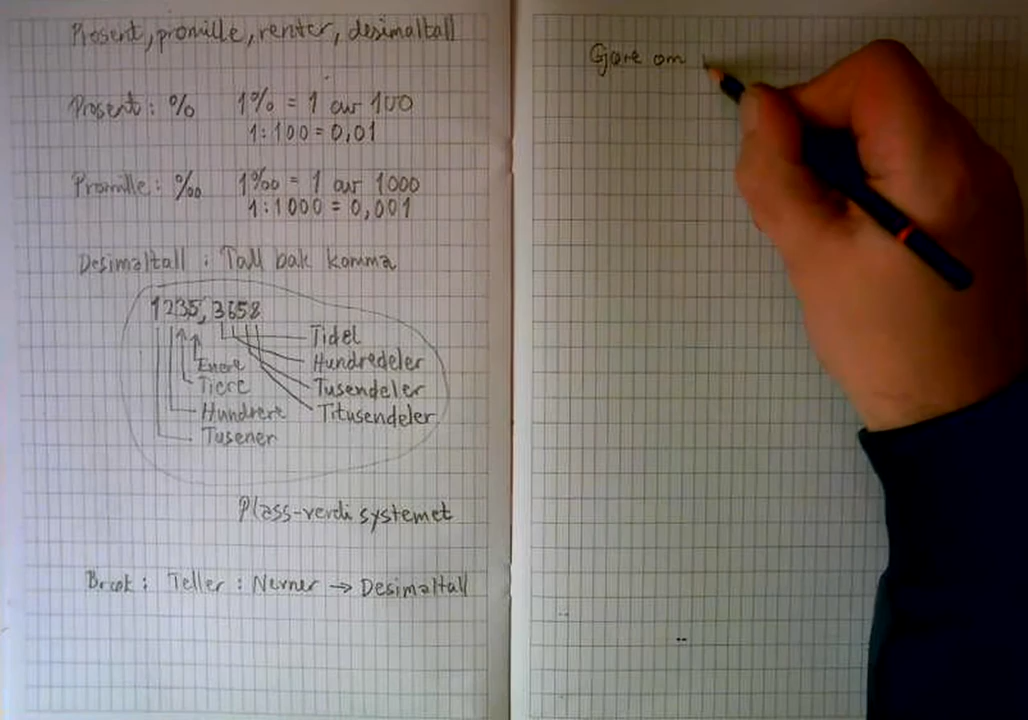 Prosent, promille, renter, desimaltall
Prosent: % 1% = 1 av 100
1:100 = 0,01
Promille: ‰ 1‰ = 1 av 1000
1:1000 = 0,001
Desimaltall : Tall bak komma
1235,3658
Tidel
Enere Hundredeler
Tiere Tusendeler
Hundrere Titusendeler
Tusener
Plass-verdi systemet
Brøk: Teller : Nevner → Desimaltall
Gjøre om